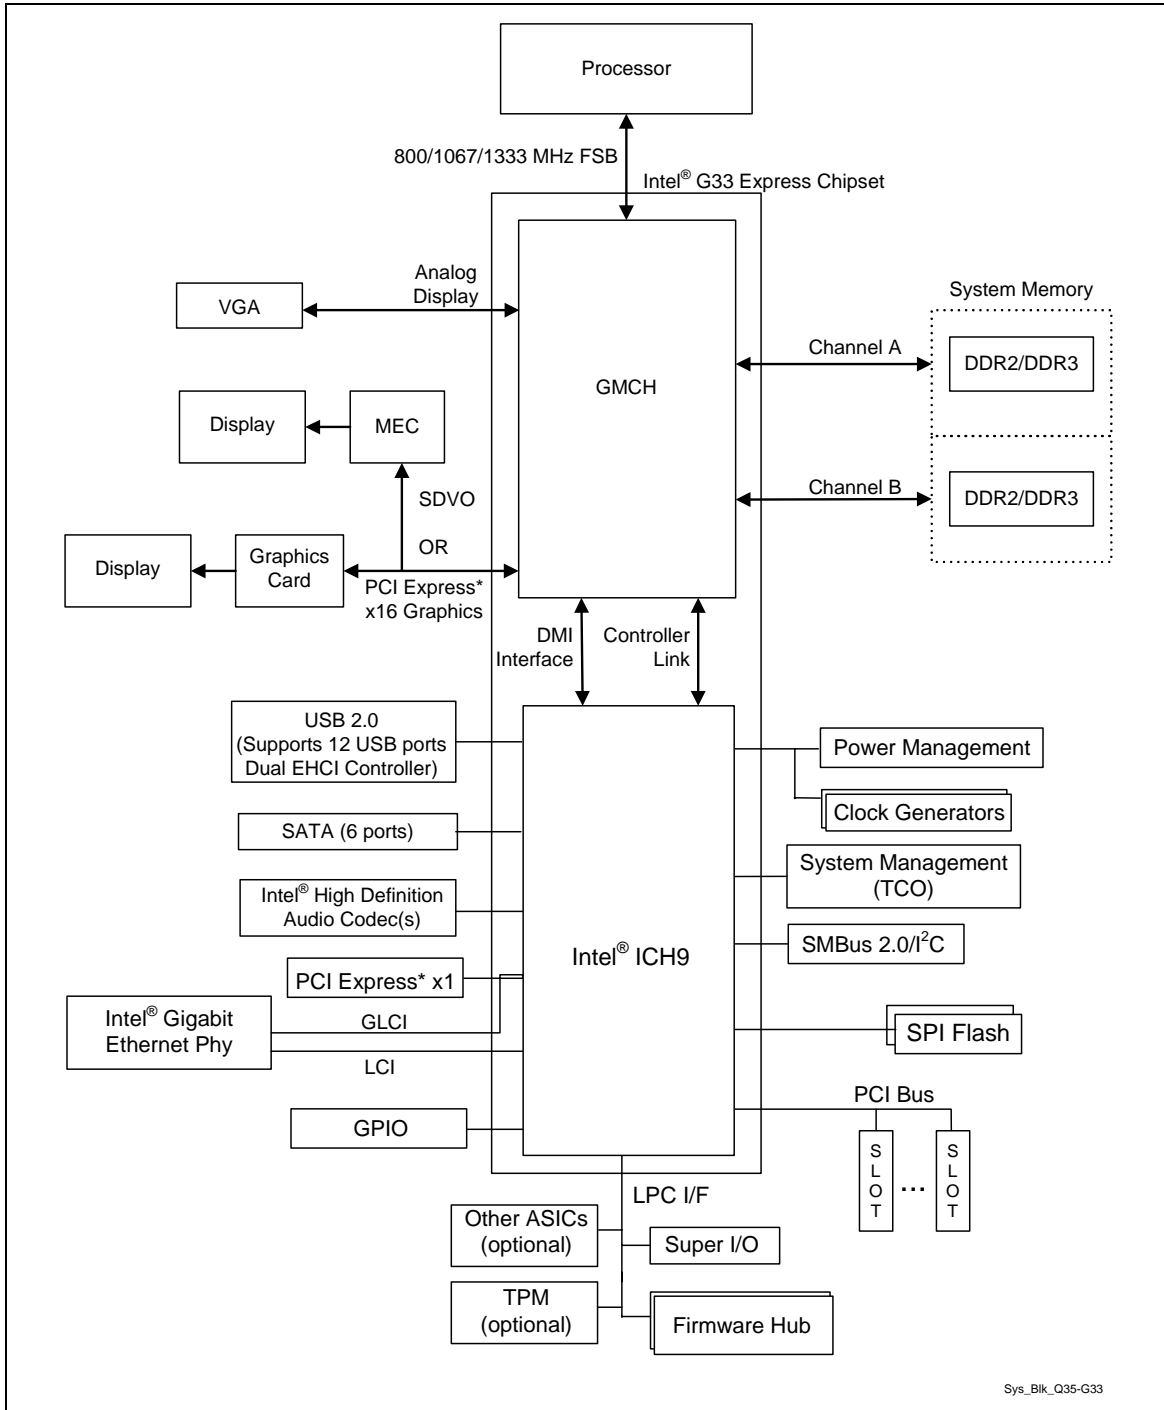 Processor
800/1067/1333 MHz FSB
Intel® G33 Express Chipset
Analog
Display
VGA
GMCH
System Memory
Channel A
DDR2/DDR3
Display
MEC
SDVO
Channel B
DDR2/DDR3
OR
Display
Graphics
Card
PCI Express*
x16 Graphics
DMI
Interface
Controller
Link
USB 2.0
(Supports 12 USB ports
Dual EHCI Controller)
Power Management
Clock Generators
SATA (6 ports)
System Management
(TCO)
Intel® High Definition
Audio Codec(s)
Intel® ICH9
SMBus 2.0/I²C
PCI Express* x1
Intel® Gigabit
Ethernet Phy
GLCI
LCI
SPI Flash
PCI Bus
GPIO
SLOT
...
SLOT
LPC I/F
Other ASICs
(optional)
Super I/O
TPM
(optional)
Firmware Hub
Sys_Blk_Q35-G33